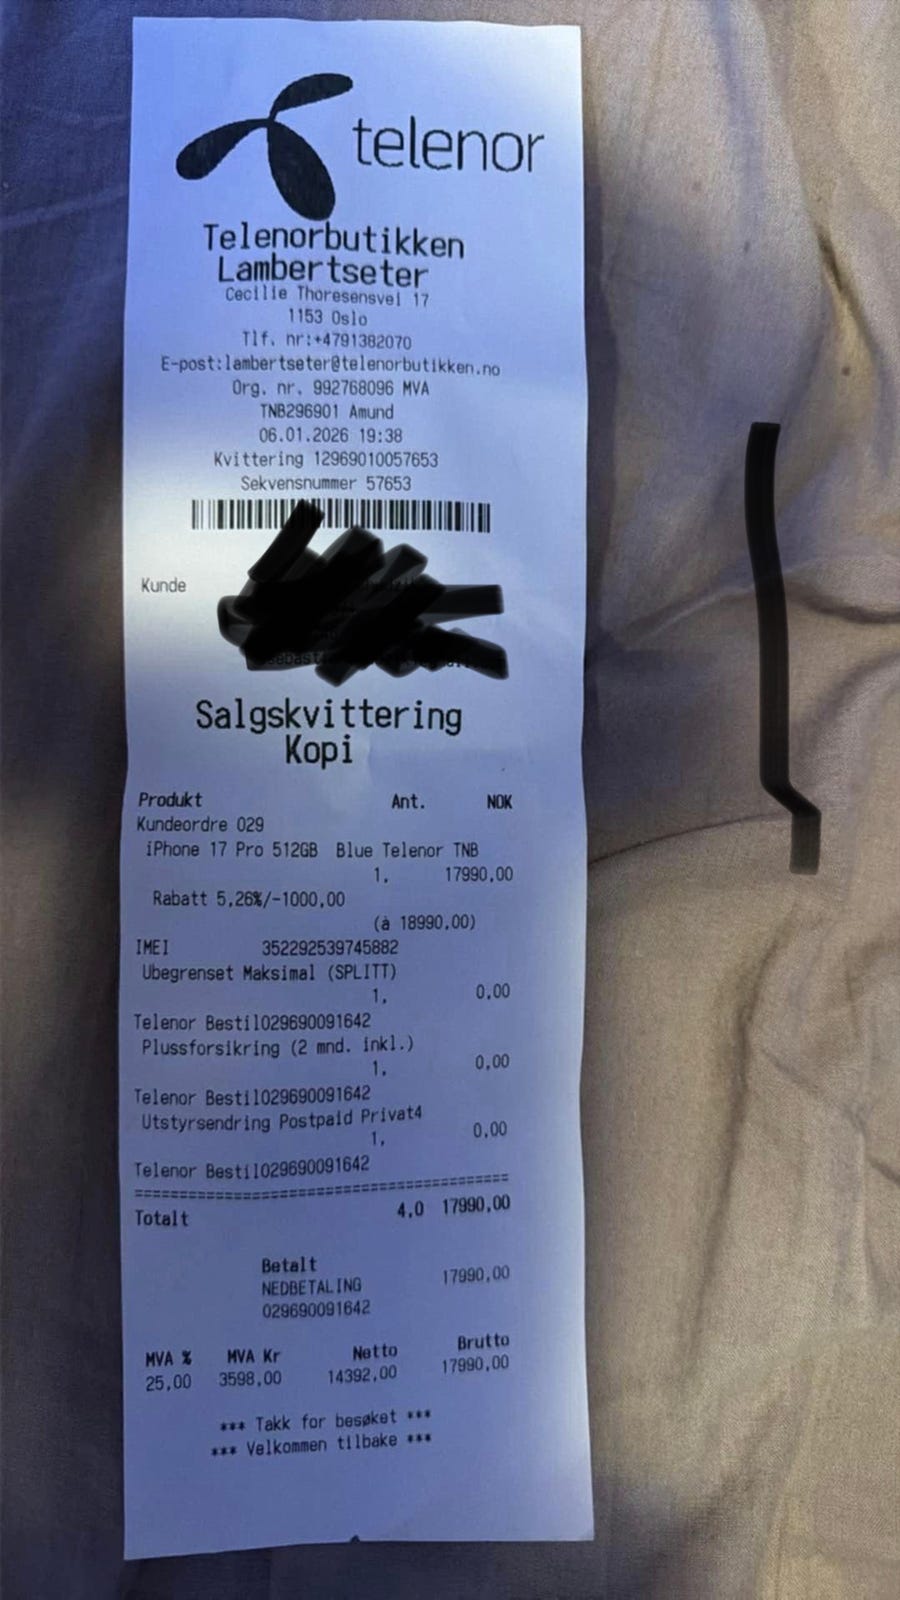 telenor
Telenorbutikken
Lambertseter
Cecilie Thoresensvei 17
1153 Oslo
Tlf. nr:+4791382070
E-post:lambertseter@telenorbutikken.no
Org. nr. 992768096 MVA
TNB296901 Amund
06.01.2026 19:38
Kvittering 12969010057653
Sekvensnummer 57653
Kunde
Salgskvittering
Kopi
Produkt Ant. NOK
Kundeordre 029
iPhone 17 Pro 512GB Blue Telenor TNB
1, 17990,00
Rabatt 5,26%/-1000,00
(à 18990,00)
IMEI 352292539745882
Ubegrenset Maksimal (SPLITT)
1, 0,00
Telenor Bestil029690091642
Plussforsikring (2 mnd. inkl.)
1, 0,00
Telenor Bestil029690091642
Utstyrsendring Postpaid Privat4
1, 0,00
Telenor Bestil029690091642
===========================================
Totalt 4,0 17990,00
Betalt
NEDBETALING 17990,00
029690091642
MVA % MVA Kr Netto Brutto
25,00 3598,00 14392,00 17990,00
*** Takk for besøket ***
*** Velkommen tilbake ***